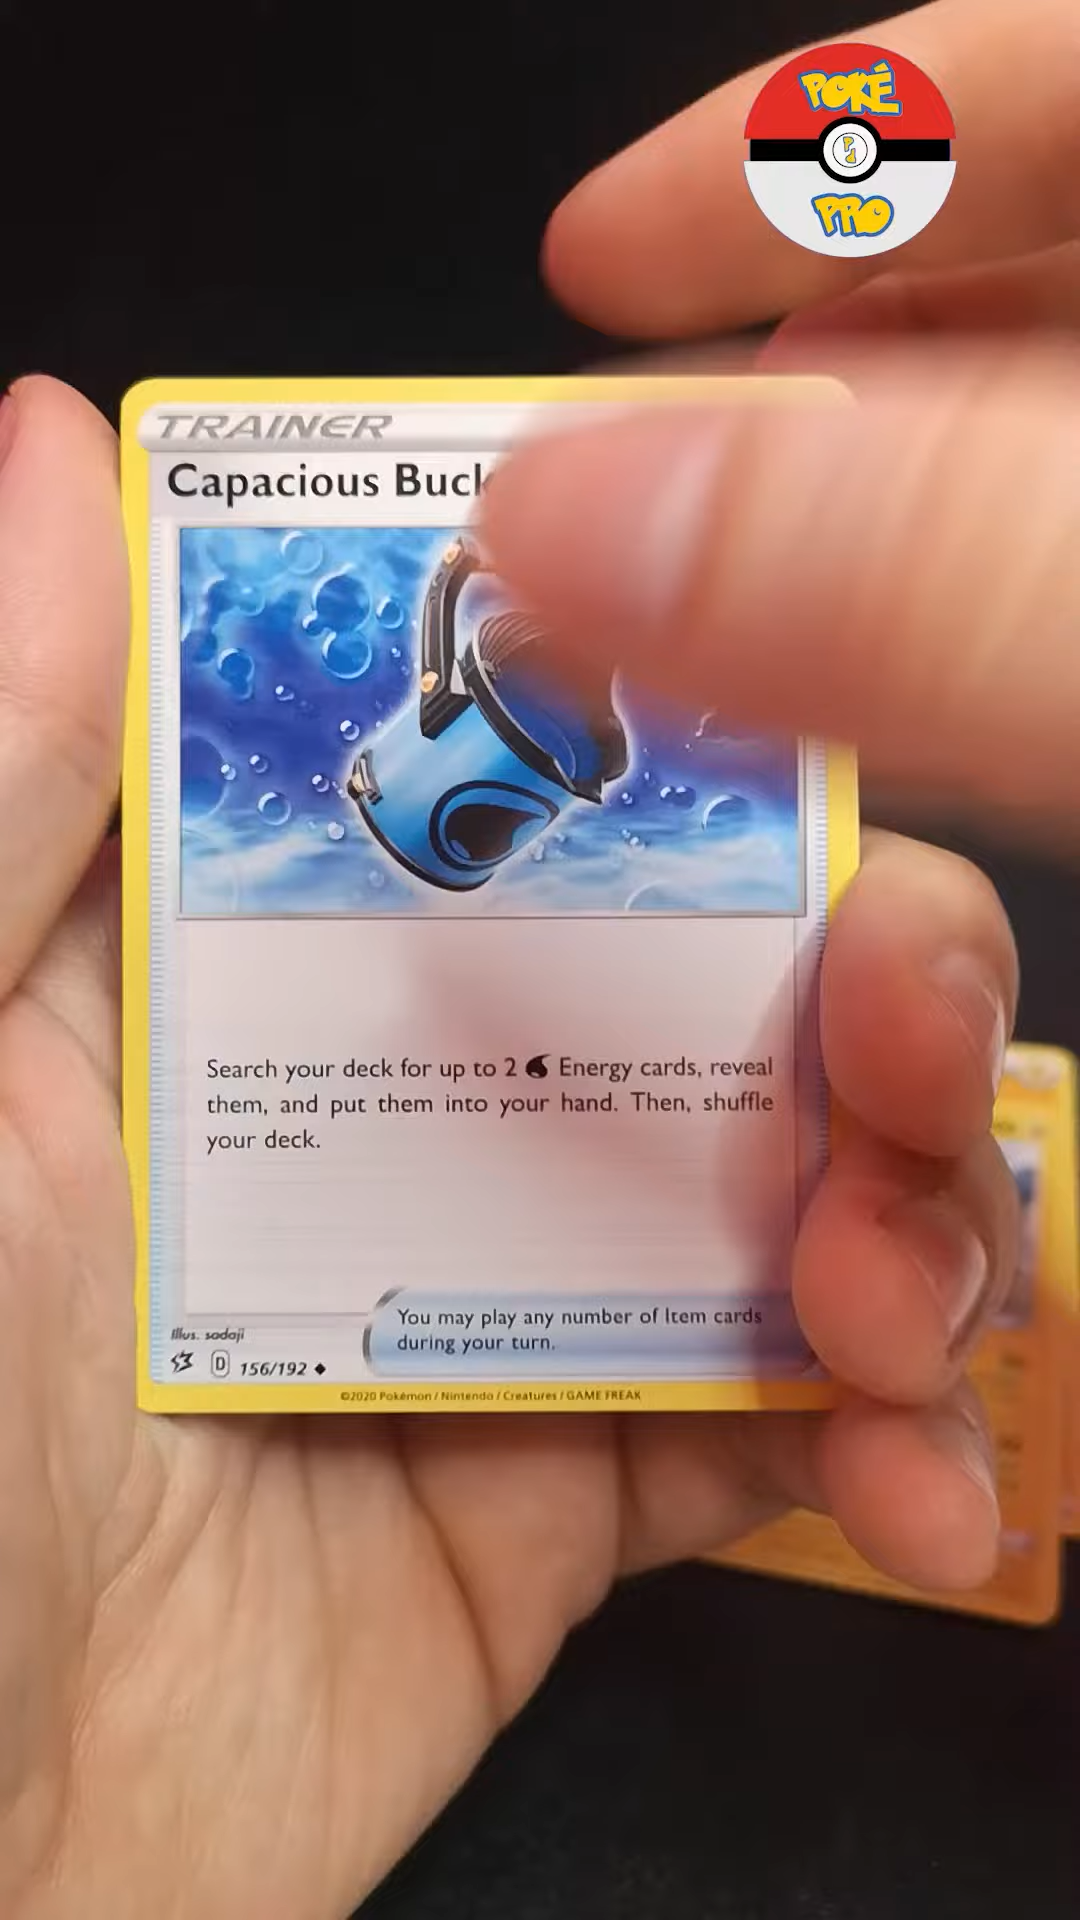 POKÉ
PRO
TRAINER
Capacious Buck
Search your deck for up to 2 Energy cards, reveal
them, and put them into your hand. Then, shuffle
your deck.
You may play any number of Item cards
during your turn.
Illus. sadaji
D 156/192
©2020 Pokémon / Nintendo / Creatures / GAME FREAK